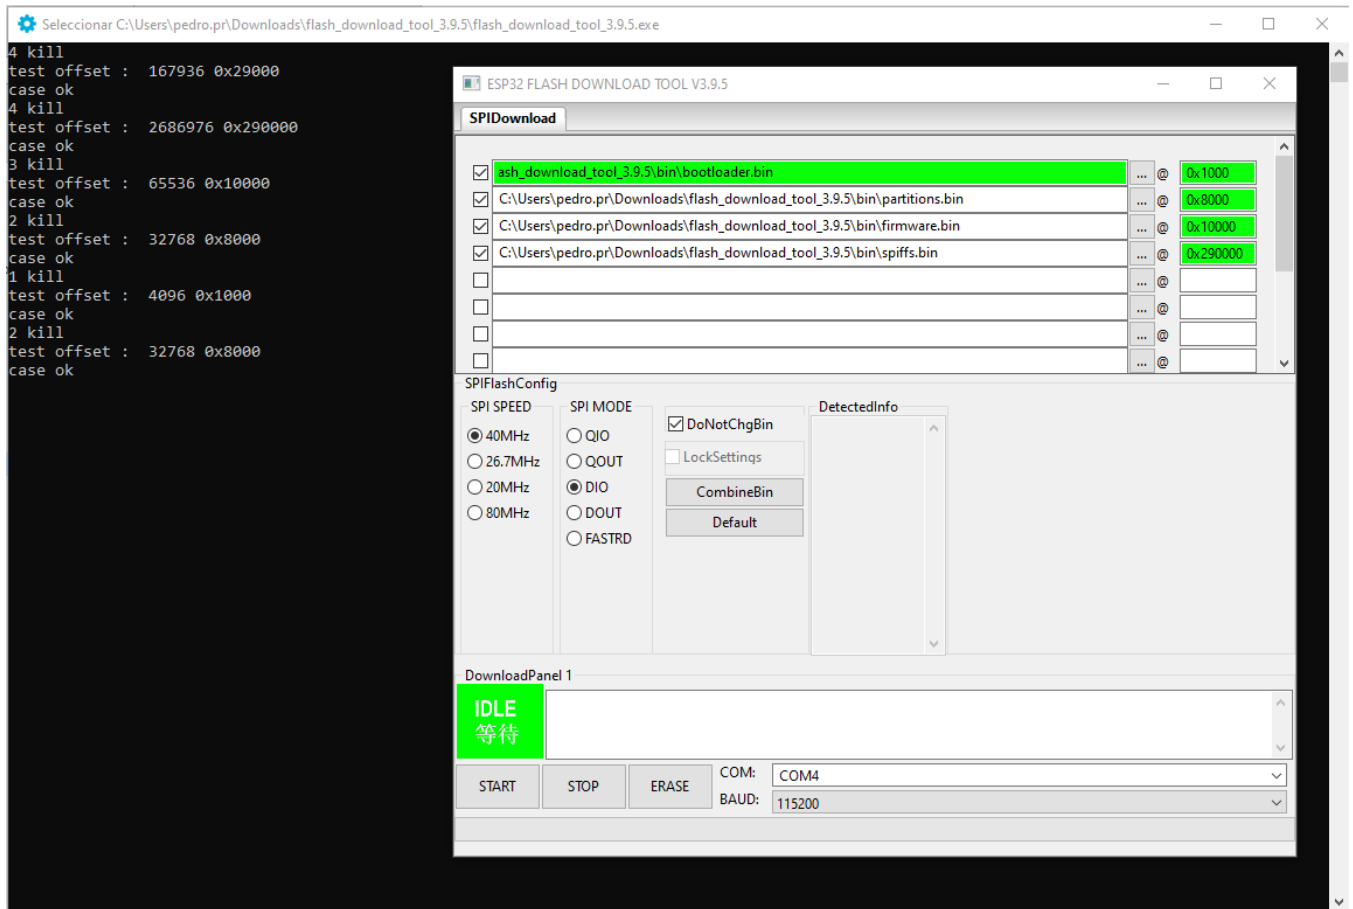 Seleccionar C:\Users\pedro.pr\Downloads\flash_download_tool_3.9.5\flash_download_tool_3.9.5.exe
4 kill
test offset :  167936 0x29000
case ok
4 kill
test offset :  2686976 0x290000
case ok
3 kill
test offset :  65536 0x10000
case ok
2 kill
test offset :  32768 0x8000
case ok
1 kill
test offset :  4096 0x1000
case ok
2 kill
test offset :  32768 0x8000
case ok
ESP32 FLASH DOWNLOAD TOOL V3.9.5
SPIDownload
ash_download_tool_3.9.5\bin\bootloader.bin ... @ 0x1000
C:\Users\pedro.pr\Downloads\flash_download_tool_3.9.5\bin\partitions.bin ... @ 0x8000
C:\Users\pedro.pr\Downloads\flash_download_tool_3.9.5\bin\firmware.bin ... @ 0x10000
C:\Users\pedro.pr\Downloads\flash_download_tool_3.9.5\bin\spiffs.bin ... @ 0x290000
... @
... @
... @
... @
SPIFlashConfig
SPI SPEED
40MHz
26.7MHz
20MHz
80MHz
SPI MODE
QIO
QOUT
DIO
DOUT
FASTRD
DoNotChgBin
LockSettings
CombineBin
Default
DetectedInfo
DownloadPanel 1
IDLE
等待
START STOP ERASE
COM: COM4
BAUD: 115200